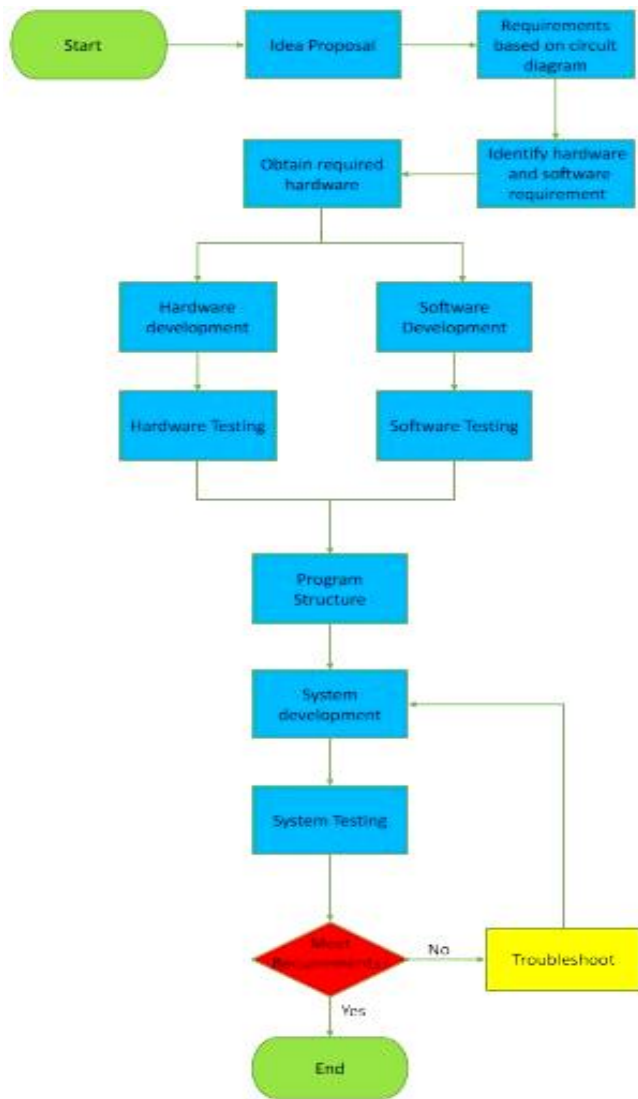 Start
Idea Proposal
Requirements
based on circuit
diagram
Obtain required
hardware
Identify hardware
and software
requirement
Hardware
development
Software
Development
Hardware Testing
Software Testing
Program
Structure
System
development
System Testing
Meet
Requirements
No
Troubleshoot
Yes
End